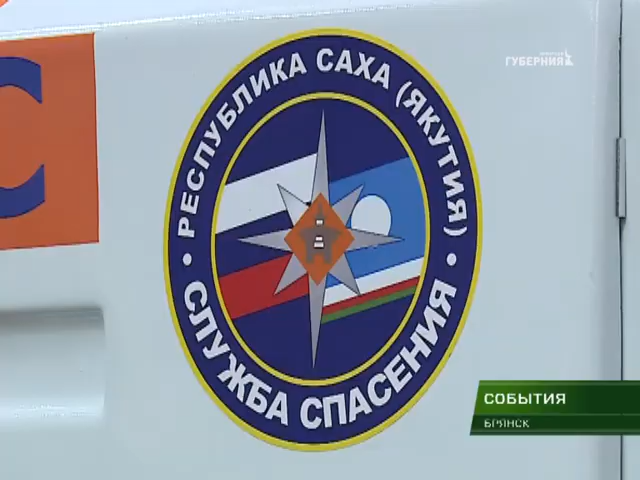 ГУБЕРНИЯ
РЕСПУБЛИКА САХА (ЯКУТИЯ)
СЛУЖБА СПАСЕНИЯ
С
СОБЫТИЯ
БРЯНСК